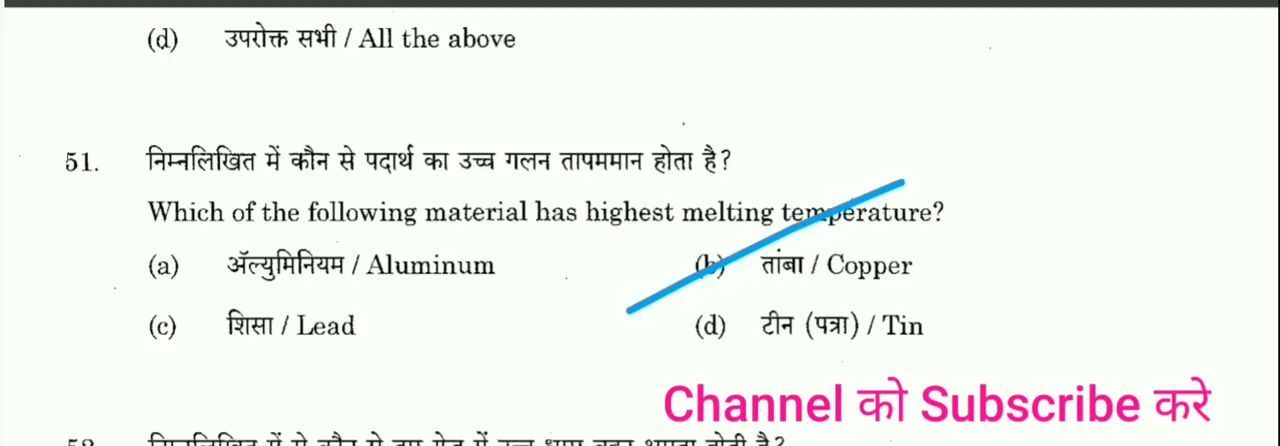 (d) उपरोक्त सभी / All the above
51. निम्नलिखित में कौन से पदार्थ का उच्च गलन तापममान होता है?
Which of the following material has highest melting temperature?
(a) ॲल्युमिनियम / Aluminum (b) तांबा / Copper
(c) शिसा / Lead (d) टीन (पत्रा) / Tin
Channel को Subscribe करे